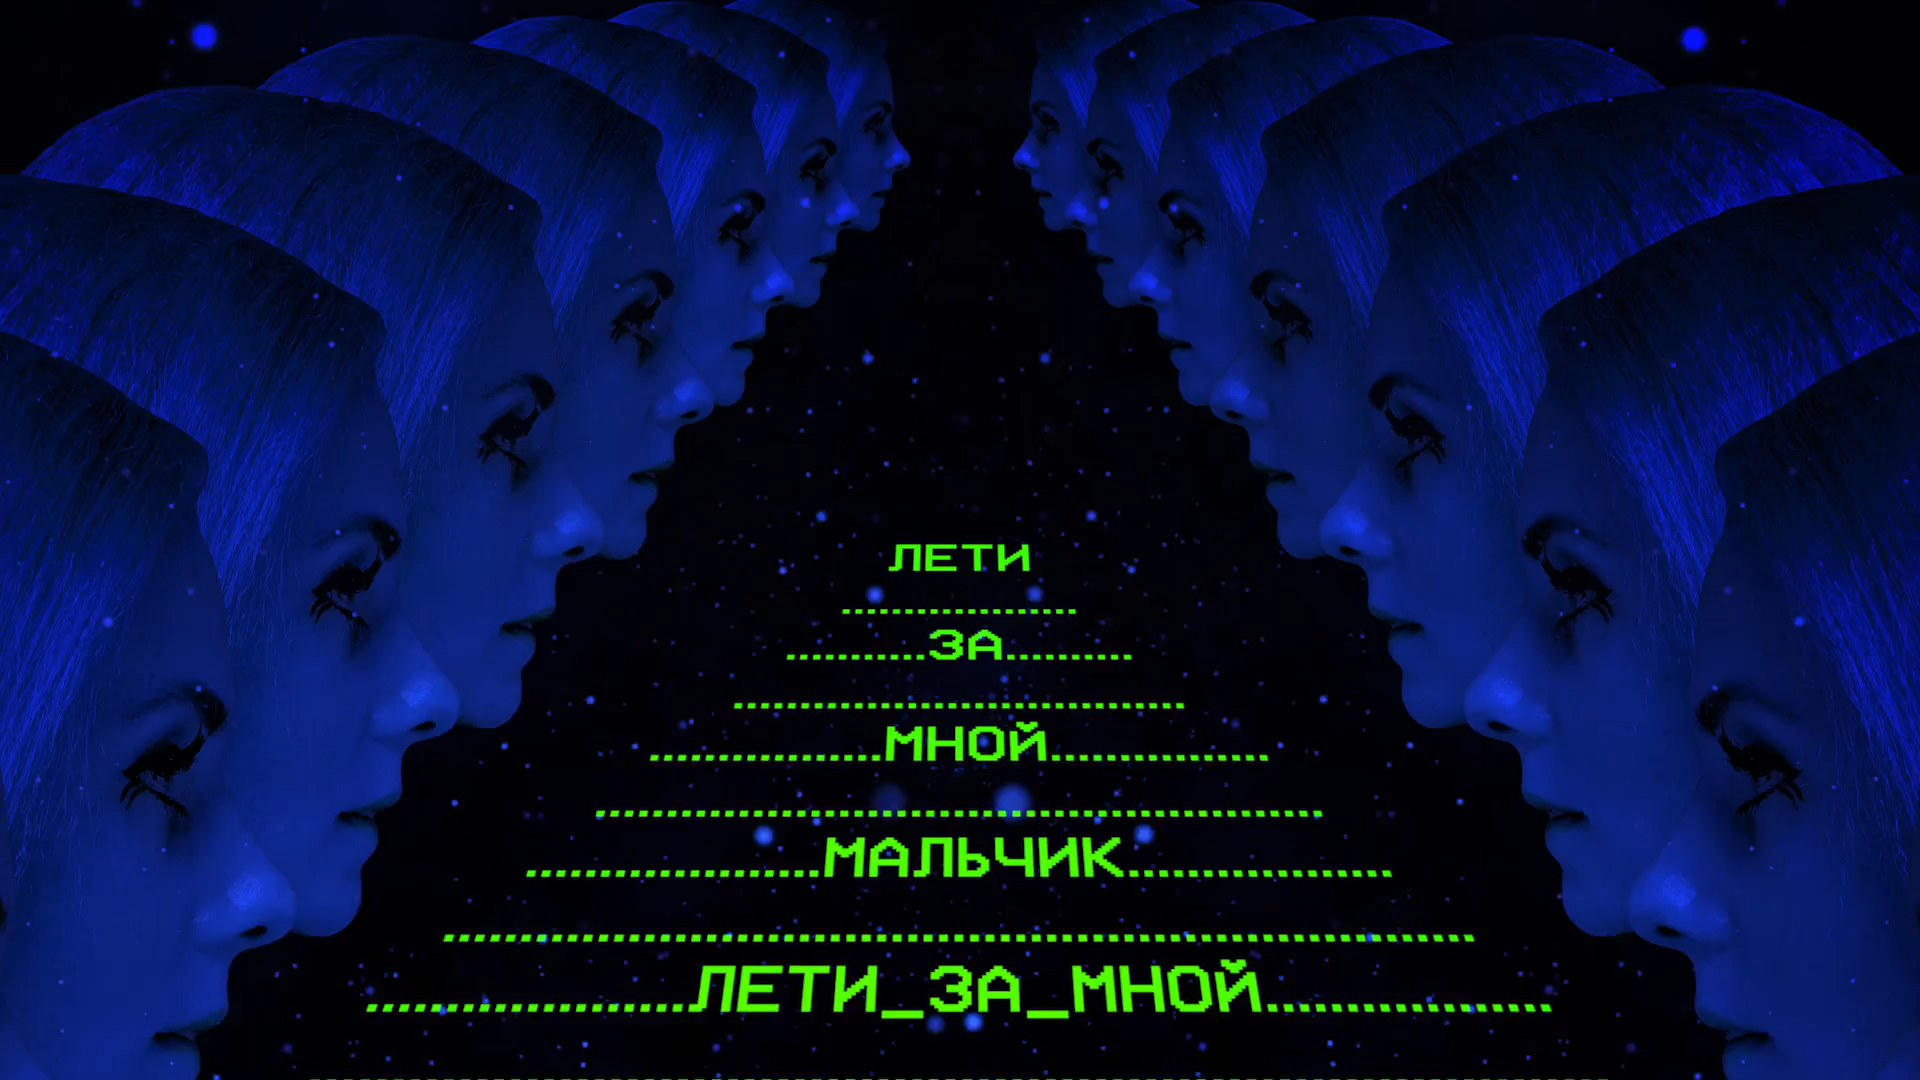 ЛЕТИ
...................
...........ЗА..........
...............................
................МНОЙ...............
..............................................
..................МАЛЬЧИК................
.........................................................
.................ЛЕТИ_ЗА_МНОЙ...............